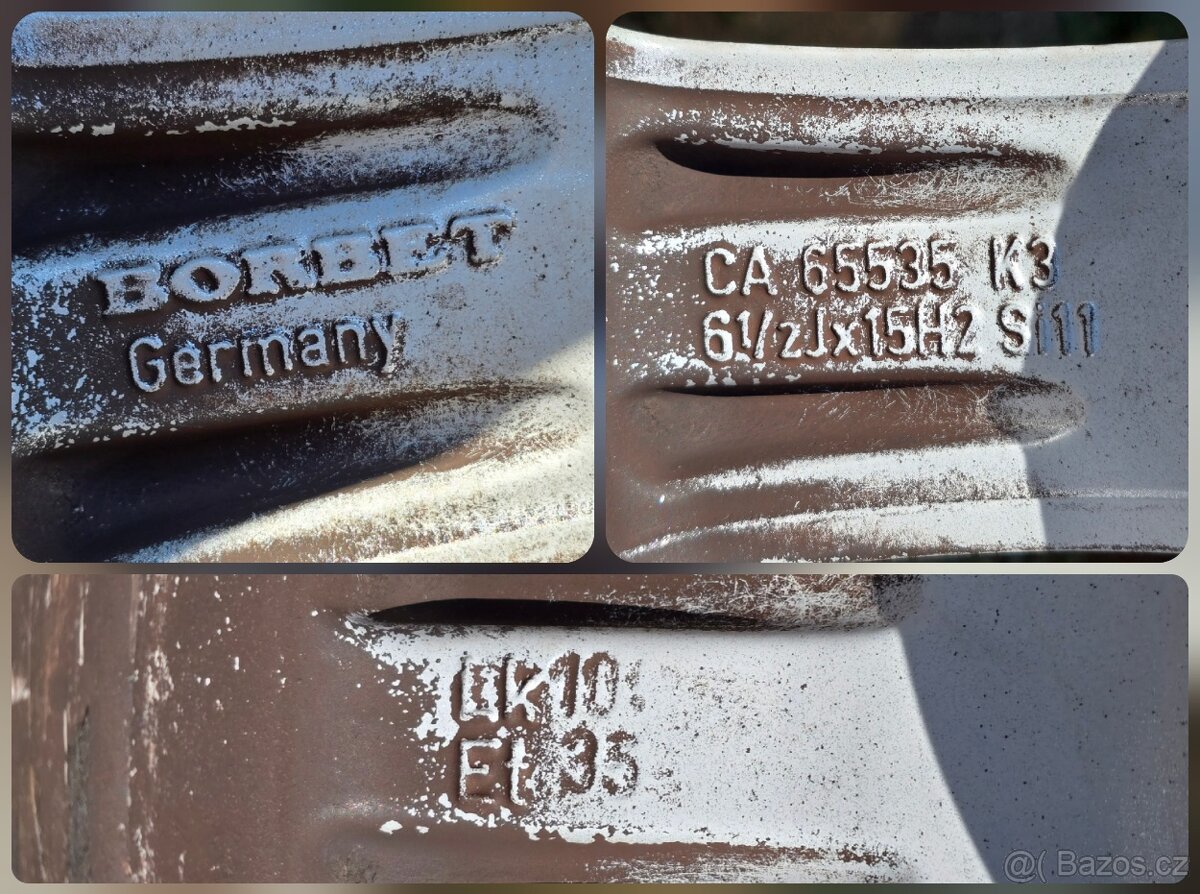 BORBET
Germany
CA 65535 K3
6½Jx15H2 Si11
Lk10
Et 35
@( Bazos.cz